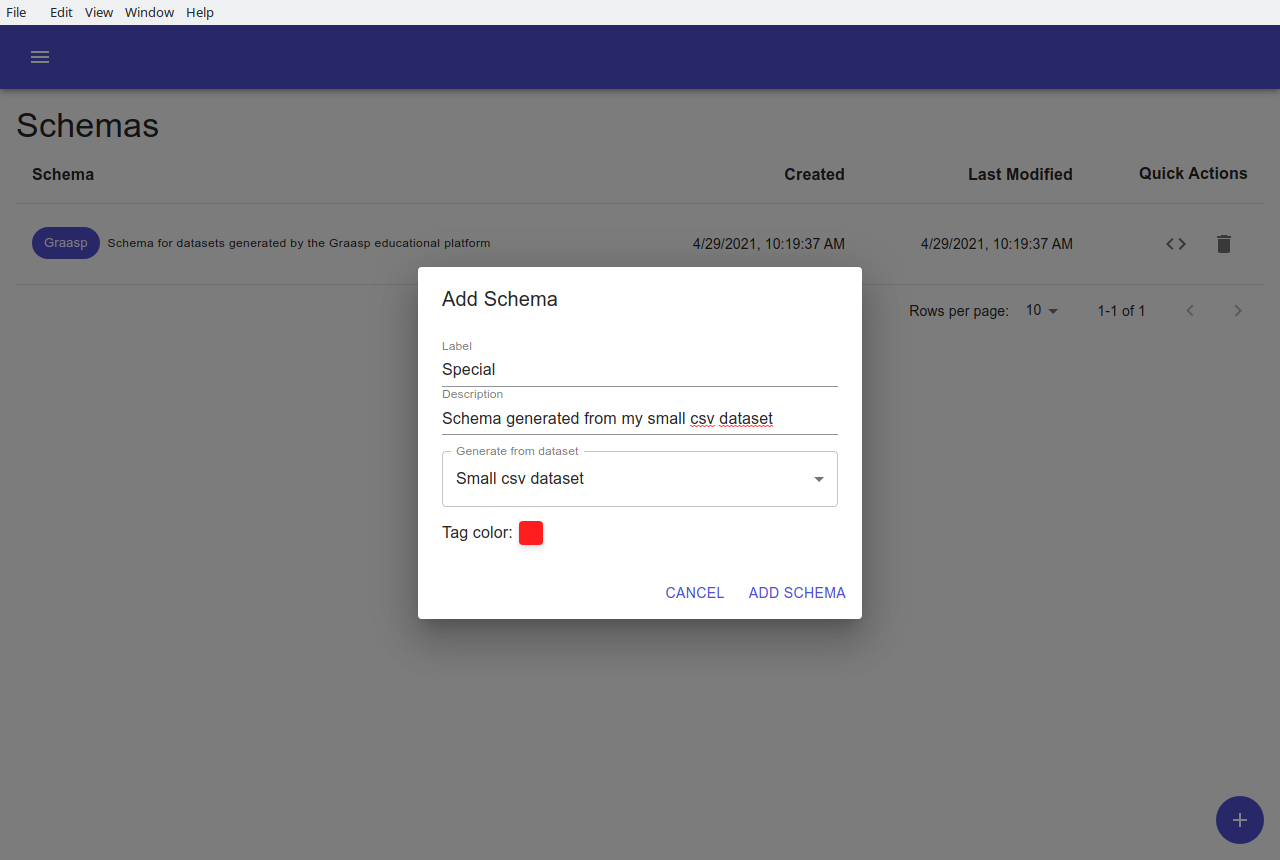 File Edit View Window Help
Schemas
Schema Created Last Modified Quick Actions
Graasp Schema for datasets generated by the Graasp educational platform 4/29/2021, 10:19:37 AM 4/29/2021, 10:19:37 AM
Rows per page: 10 1-1 of 1
Add Schema
Label
Special
Description
Schema generated from my small csv dataset
Generate from dataset
Small csv dataset
Tag color:
CANCEL ADD SCHEMA